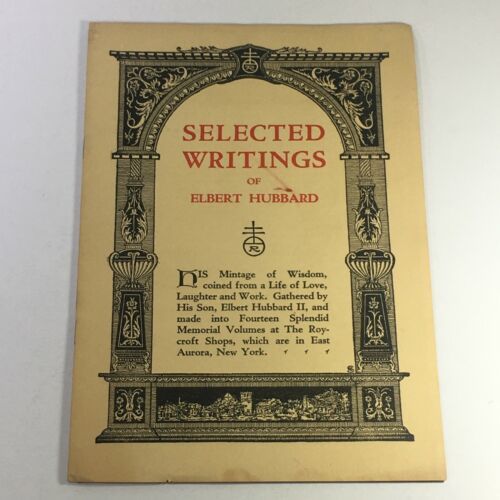 SELECTED
WRITINGS
OF
ELBERT HUBBARD
R
HIS Mintage of Wisdom,
coined from a Life of Love,
Laughter and Work. Gathered by
His Son, Elbert Hubbard II, and
made into Fourteen Splendid
Memorial Volumes at The Roy-
croft Shops, which are in East
Aurora, New York.